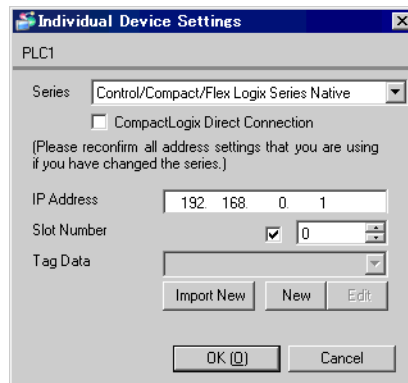 Individual Device Settings
PLC1
Series Control/Compact/Flex Logix Series Native
CompactLogix Direct Connection
(Please reconfirm all address settings that you are using
if you have changed the series.)
IP Address 192. 168. 0. 1
Slot Number 0
Tag Data
Import New New Edit
OK (O) Cancel